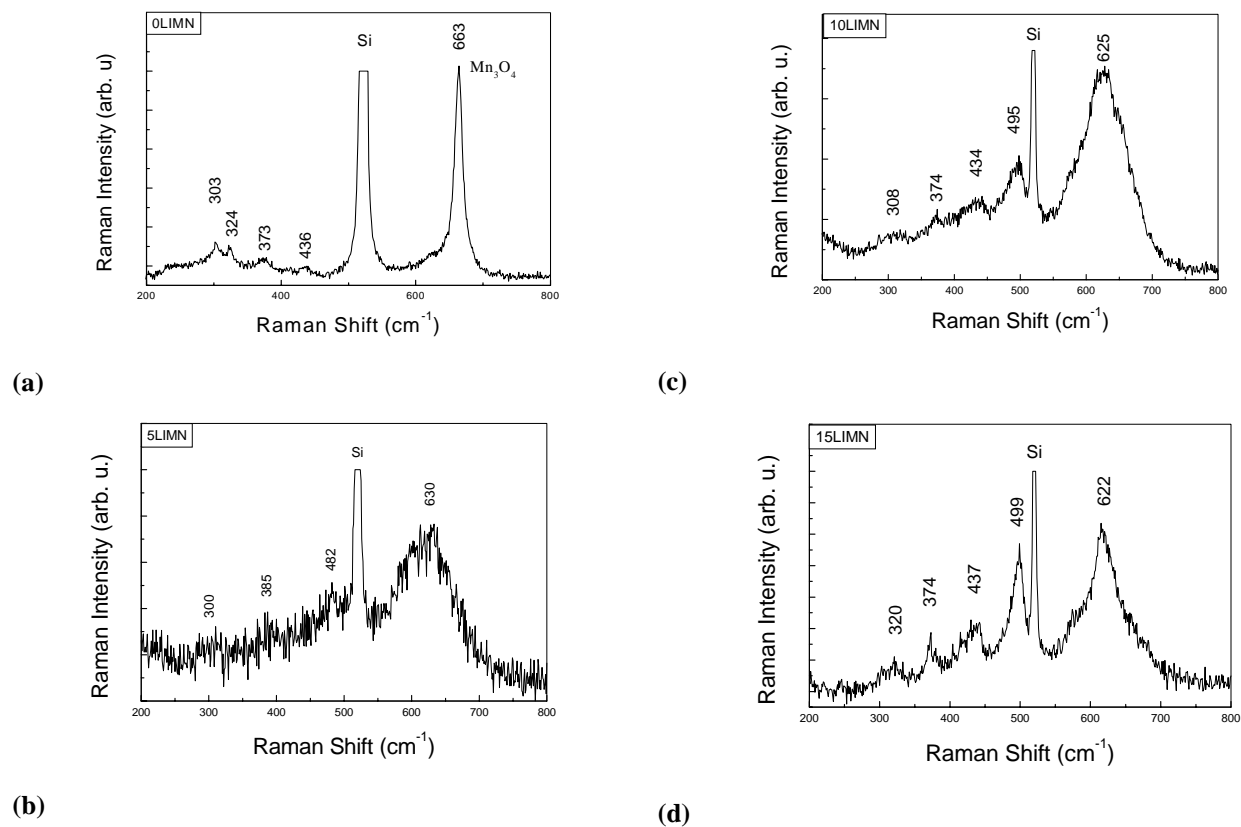 0LIMN
Si
663
Mn₃O₄
303
324
373
436
Raman Intensity (arb. u)
200 400 600 800
Raman Shift (cm⁻¹)
(a)
10LIMN
Si
625
495
434
374
308
Raman Intensity (arb. u.)
200 300 400 500 600 700 800
Raman Shift (cm⁻¹)
(c)
5LIMN
Si
630
482
385
300
Raman Intensity (arb. u.)
200 300 400 500 600 700 800
Raman Shift (cm⁻¹)
(b)
15LIMN
Si
622
499
437
374
320
Raman Intensity (arb. u.)
200 300 400 500 600 700 800
Raman Shift (cm⁻¹)
(d)